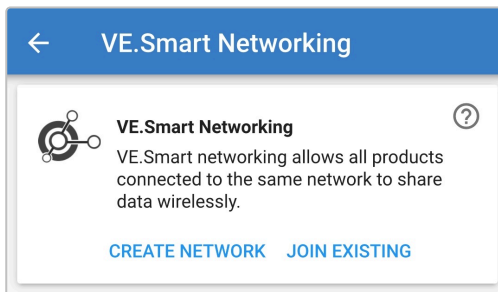 VE.Smart Networking
VE.Smart Networking
VE.Smart networking allows all products
connected to the same network to share
data wirelessly.
CREATE NETWORK JOIN EXISTING